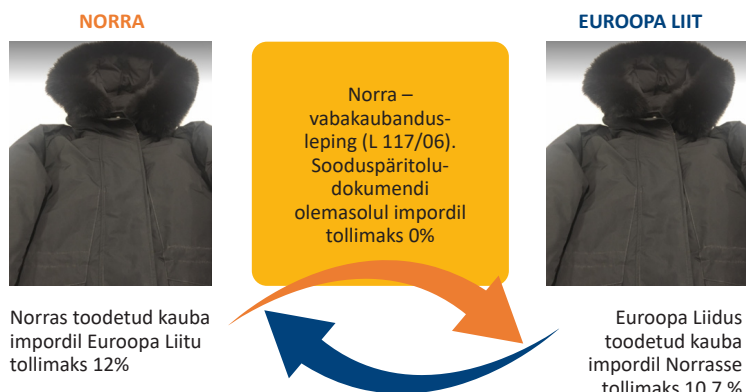 NORRA
EUROOPA LIIT
Norra –
vabakaubandus-
leping (L 117/06).
Sooduspäritolu-
dokumendi
olemasolul impordil
tollimaks 0%
Norras toodetud kauba
impordil Euroopa Liitu
tollimaks 12%
Euroopa Liidus
toodetud kauba
impordil Norrasse
tollimaks 10,7 %